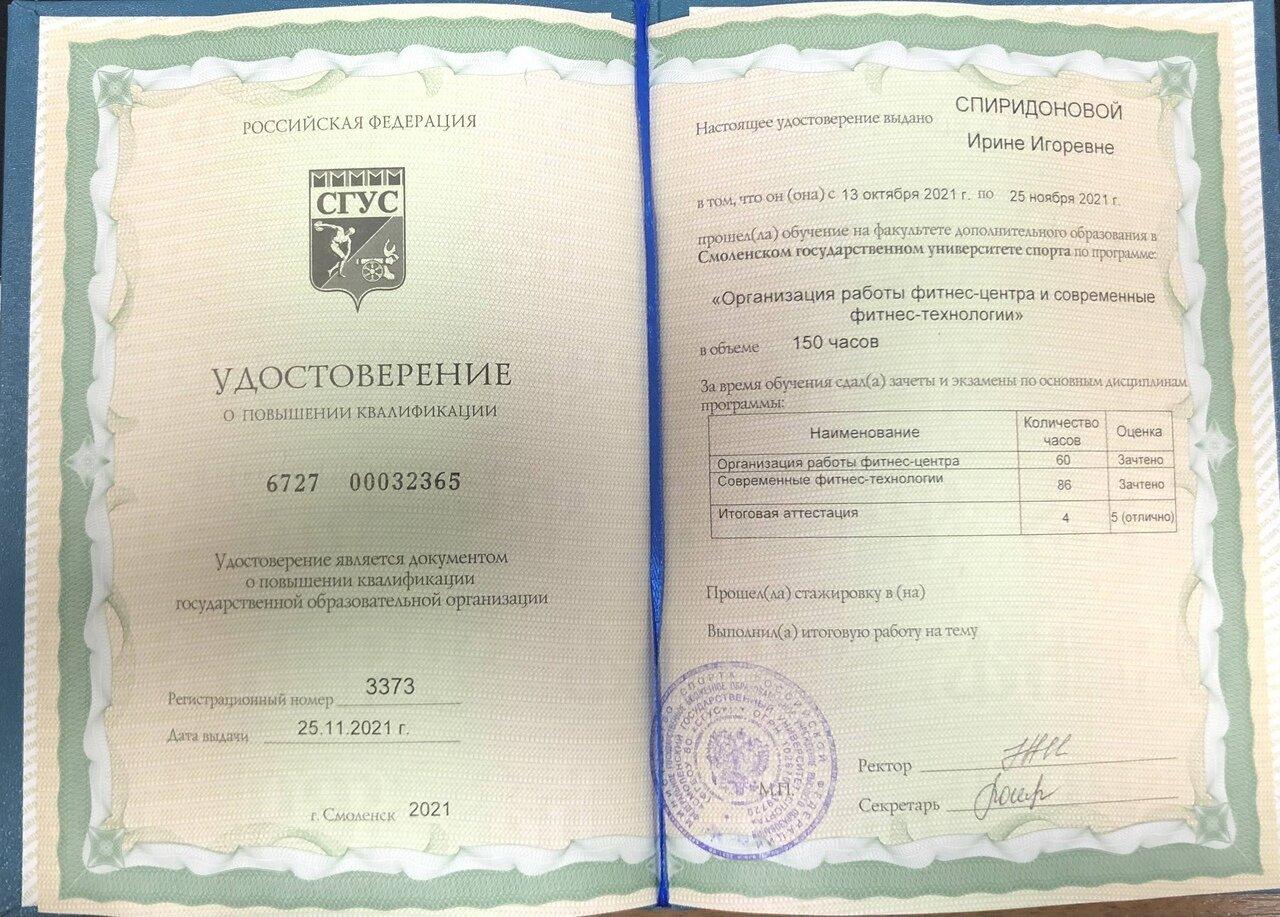 РОССИЙСКАЯ ФЕДЕРАЦИЯ
СГУС
УДОСТОВЕРЕНИЕ
О ПОВЫШЕНИИ КВАЛИФИКАЦИИ
6727 00032365
Удостоверение является документом
о повышении квалификации
государственной образовательной организации
Регистрационный номер 3373
Дата выдачи 25.11.2021 г.
г. Смоленск 2021
Настоящее удостоверение выдано СПИРИДОНОВОЙ
Ирине Игоревне
в том, что он (она) с 13 октября 2021 г. по 25 ноября 2021 г.
прошел(ла) обучение на факультете дополнительного образования в
Смоленском государственном университете спорта по программе:
«Организация работы фитнес-центра и современные
фитнес-технологии»
в объеме 150 часов
За время обучения сдал(а) зачеты и экзамены по основным дисциплинам
программы:
Наименование Количество часов Оценка
Организация работы фитнес-центра 60 Зачтено
Современные фитнес-технологии 86 Зачтено
Итоговая аттестация 4 5 (отлично)
Прошел(ла) стажировку в (на)
Выполнил(а) итоговую работу на тему
М.П.
Ректор
Секретарь